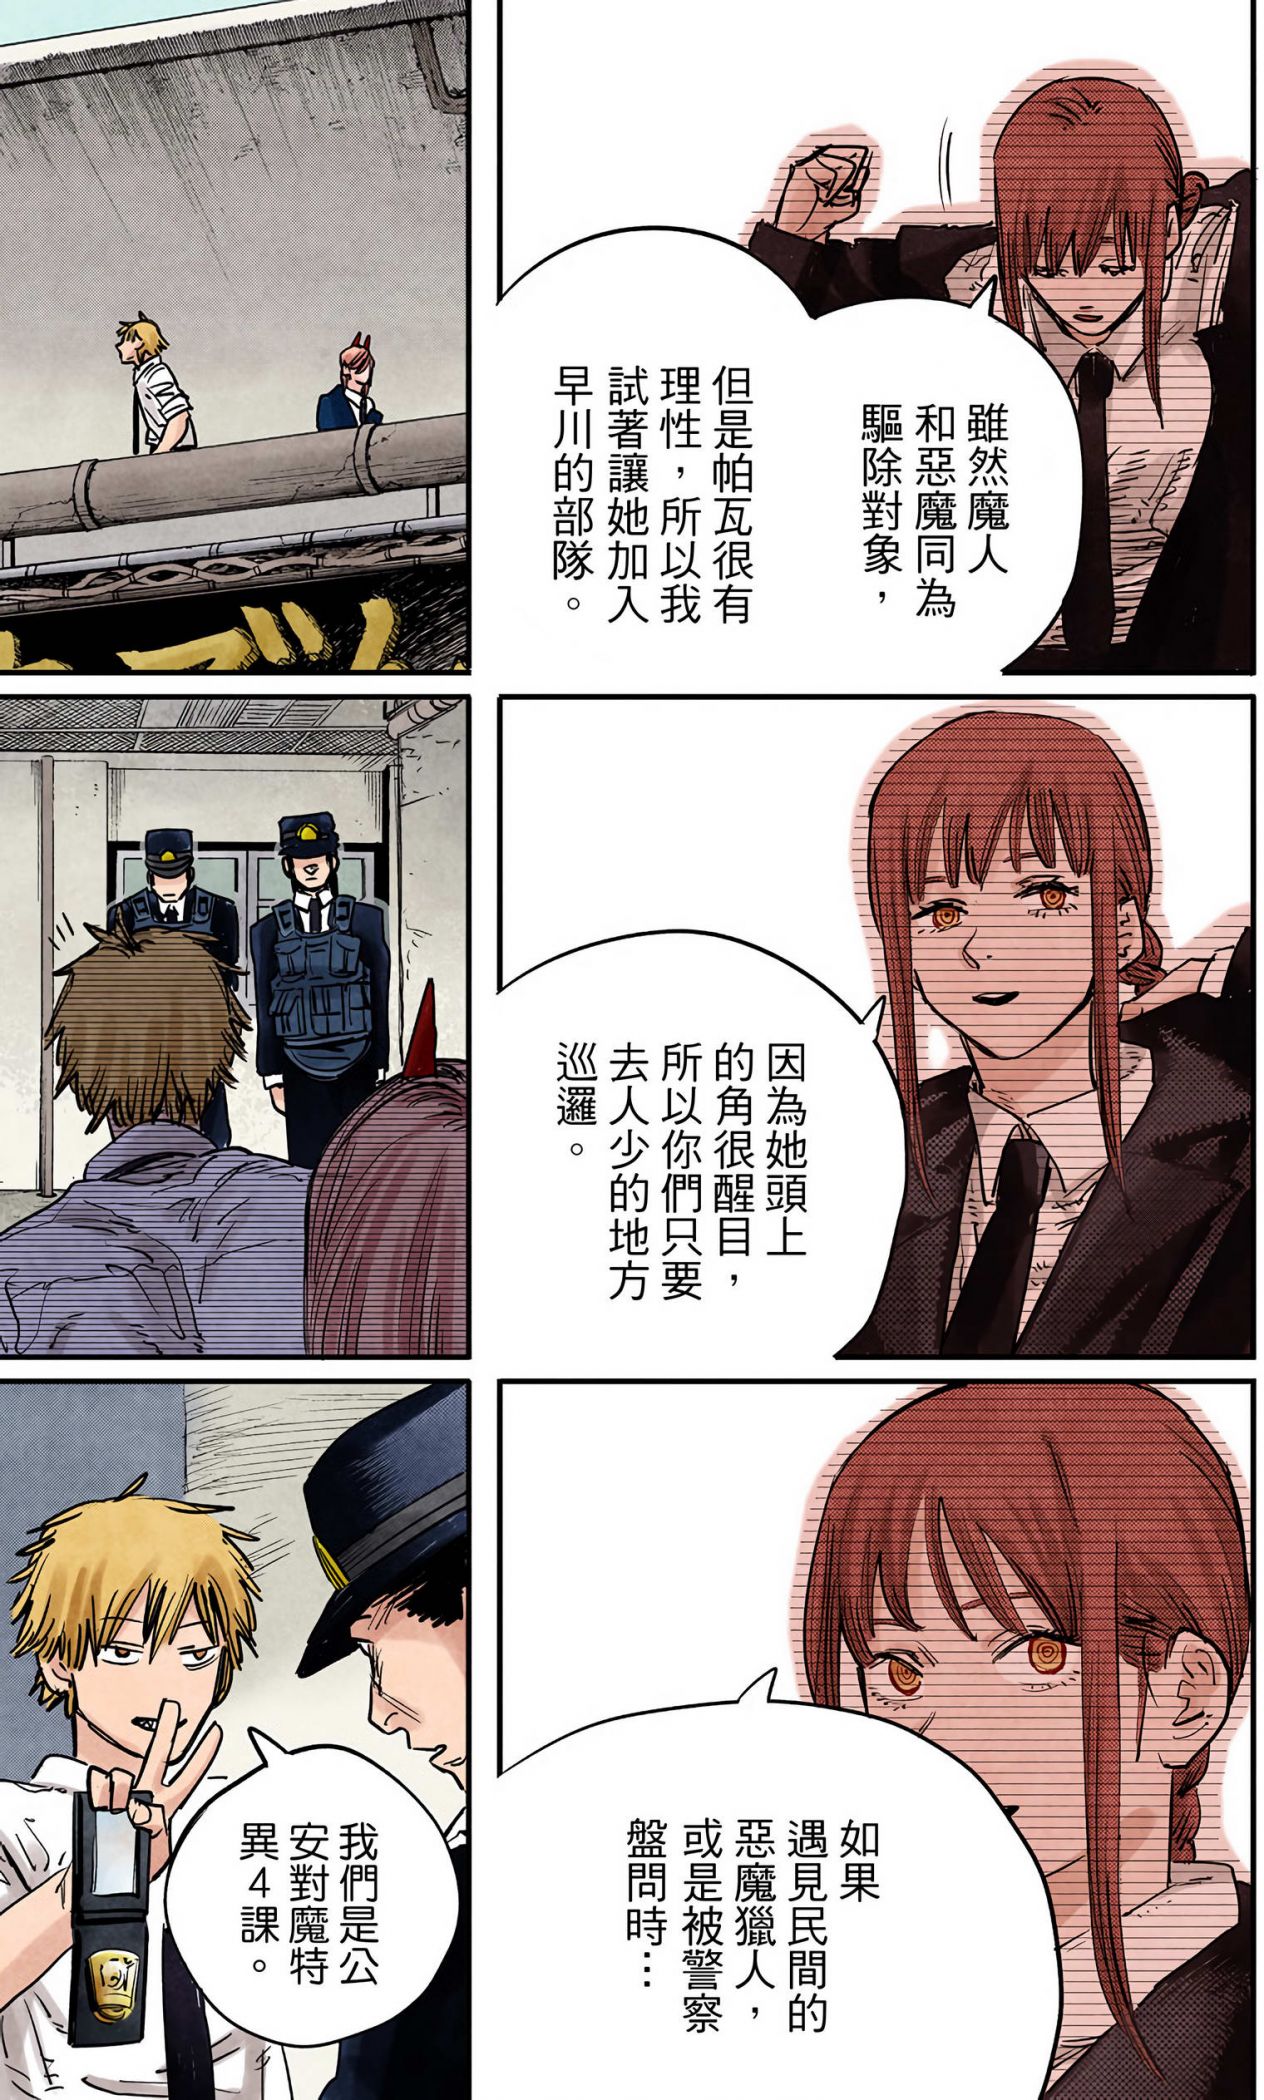 雖然魔人
和惡魔同為
驅除對象，
但是帕瓦很有
理性，所以我
試著讓她加入
早川的部隊。
因為她頭上
的角很醒目，
所以你們只要
去人少的地方
巡邏。
如果
遇見民間的
惡魔獵人，
或是被警察
盤問時…
我們是公
安對魔特
異4課。